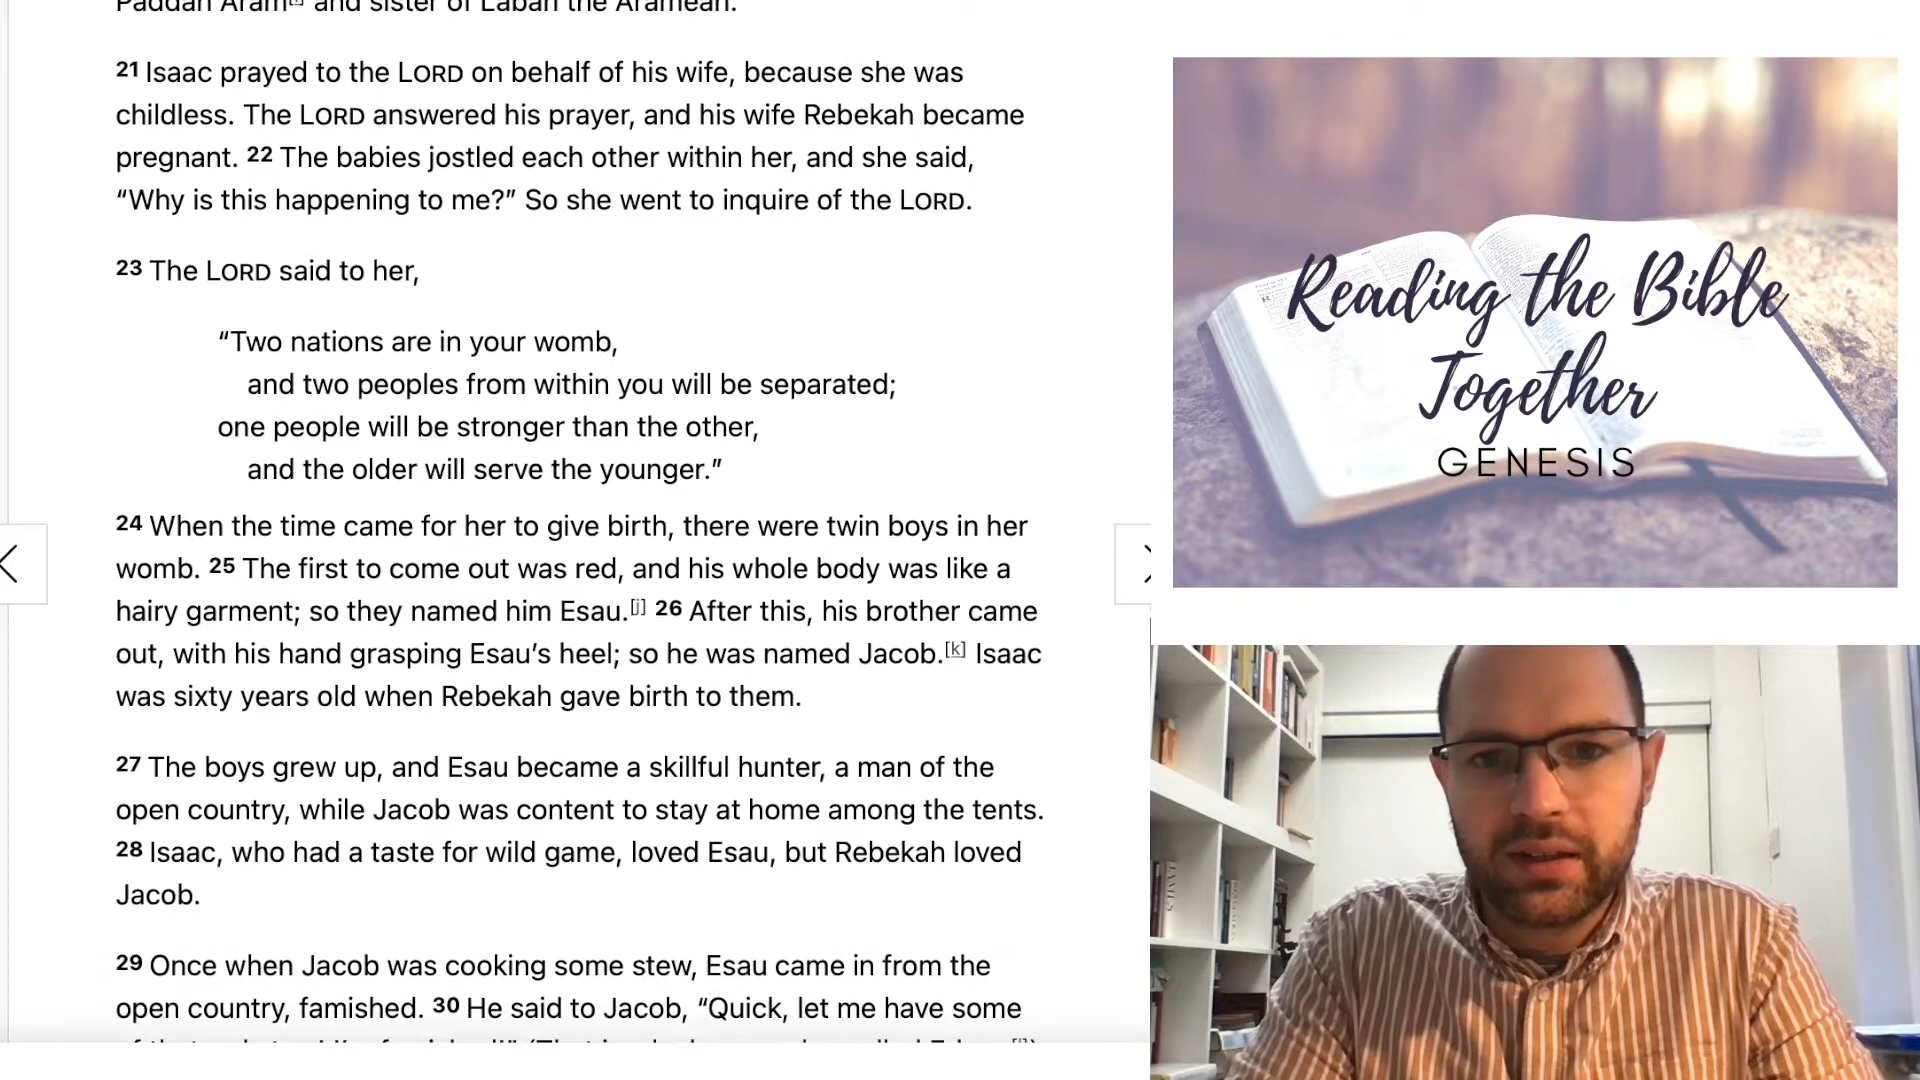 Paddan Aram and sister of Laban the Aramean.
21 Isaac prayed to the LORD on behalf of his wife, because she was
childless. The LORD answered his prayer, and his wife Rebekah became
pregnant. 22 The babies jostled each other within her, and she said,
“Why is this happening to me?” So she went to inquire of the LORD.
23 The LORD said to her,
“Two nations are in your womb,
and two peoples from within you will be separated;
one people will be stronger than the other,
and the older will serve the younger.”
24 When the time came for her to give birth, there were twin boys in her
womb. 25 The first to come out was red, and his whole body was like a
hairy garment; so they named him Esau.[j] 26 After this, his brother came
out, with his hand grasping Esau’s heel; so he was named Jacob.[k] Isaac
was sixty years old when Rebekah gave birth to them.
27 The boys grew up, and Esau became a skillful hunter, a man of the
open country, while Jacob was content to stay at home among the tents.
28 Isaac, who had a taste for wild game, loved Esau, but Rebekah loved
Jacob.
29 Once when Jacob was cooking some stew, Esau came in from the
open country, famished. 30 He said to Jacob, “Quick, let me have some
Reading the Bible
Together
GENESIS